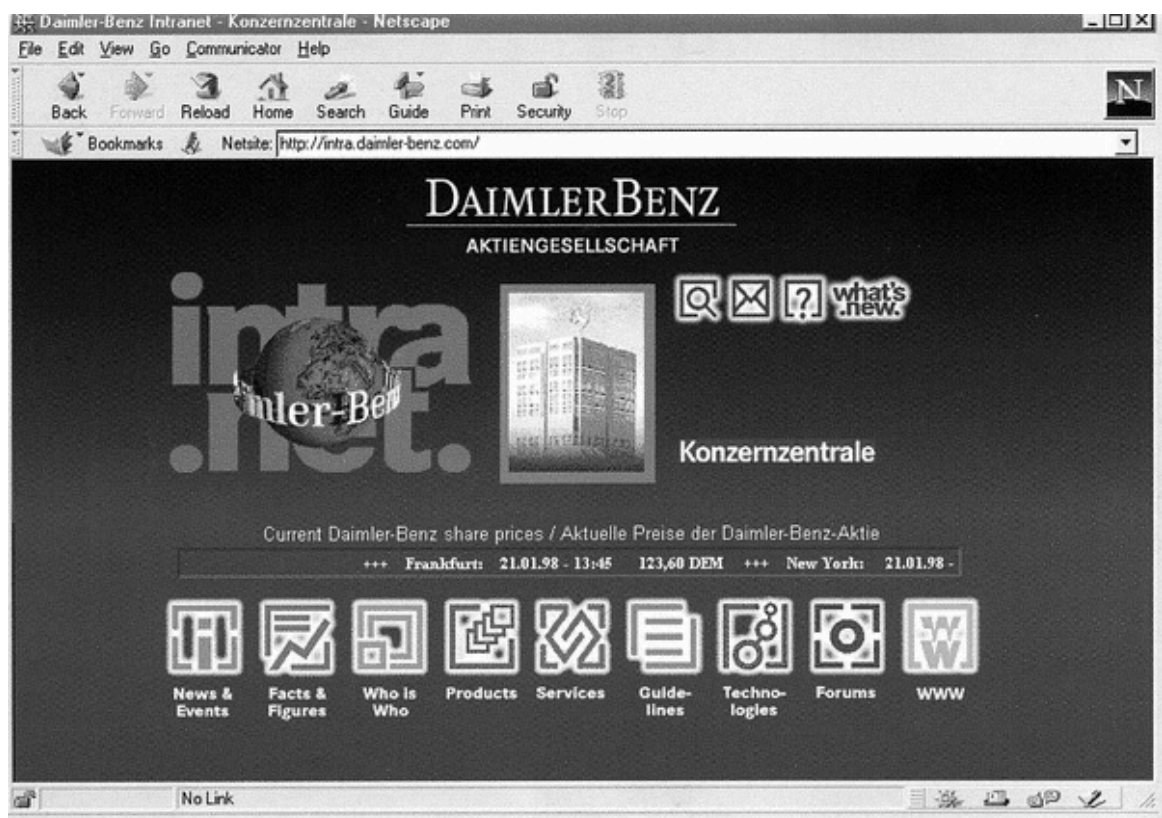 Daimler-Benz Intranet - Konzernzentrale - Netscape
File Edit View Go Communicator Help
Back Forward Reload Home Search Guide Print Security Stop
N
Bookmarks Netsite: http://intra.daimler-benz.com/
DAIMLERBENZ
AKTIENGESELLSCHAFT
what's
.new.
intra
.net.
imler-Benz
Konzernzentrale
Current Daimler-Benz share prices / Aktuelle Preise der Daimler-Benz-Aktie
+++ Frankfurt: 21.01.98 - 13:45 123,60 DEM +++ New York: 21.01.98 -
WWW
News & Events
Facts & Figures
Who is Who
Products
Services
Guide-lines
Techno-logies
Forums
WWW
No Link